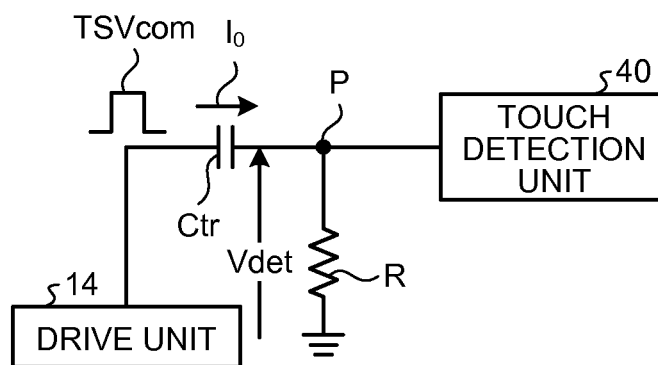 TSVcom
I0
P
40
TOUCH
DETECTION
UNIT
Ctr
Vdet
R
14
DRIVE UNIT